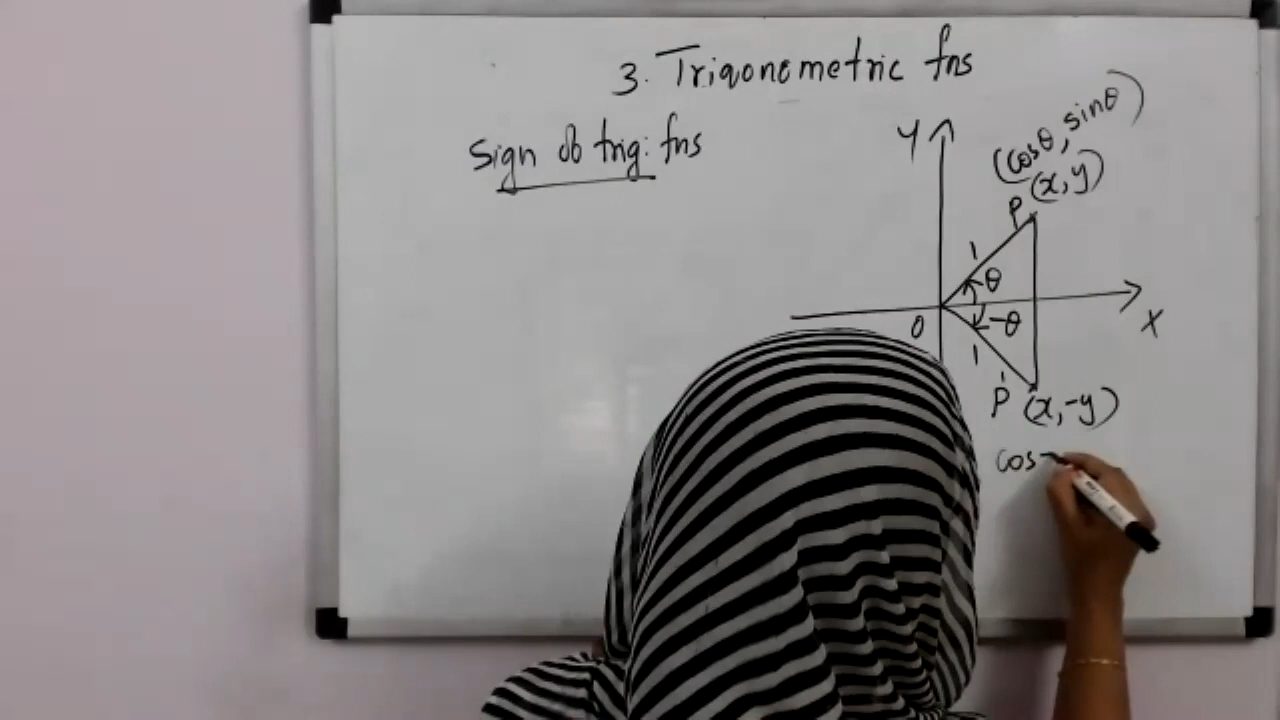 3. Trigonometric fns
Sign of trig: fns
Y
(cosθ, sinθ)
P (x,y)
1
θ
O
-θ
X
1
P' (x,-y)
cos-